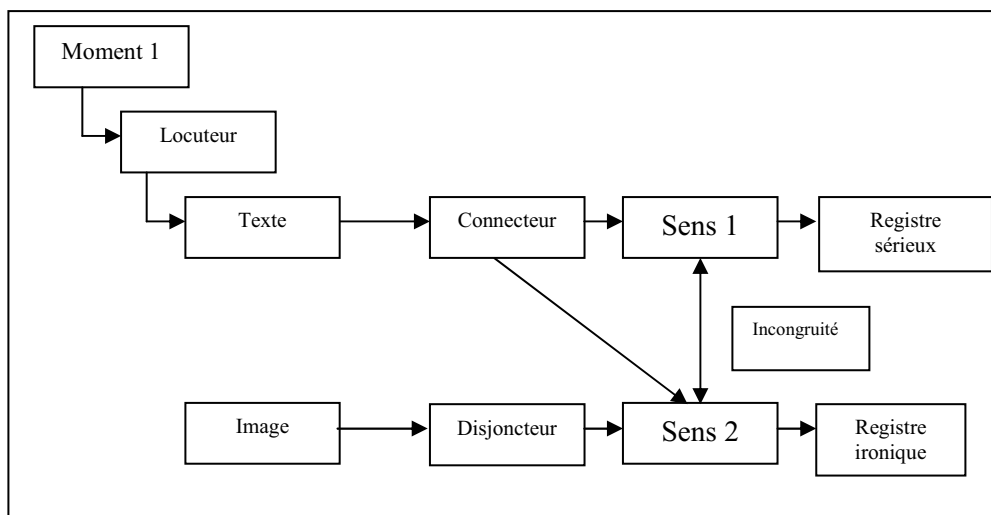 Moment 1
Locuteur
Texte
Connecteur
Sens 1
Registre
sérieux
Incongruité
Image
Disjoncteur
Sens 2
Registre
ironique